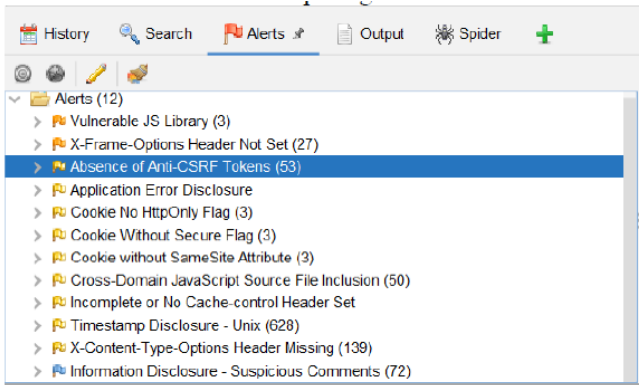 History Search Alerts Output Spider
Alerts (12)
Vulnerable JS Library (3)
X-Frame-Options Header Not Set (27)
Absence of Anti-CSRF Tokens (53)
Application Error Disclosure
Cookie No HttpOnly Flag (3)
Cookie Without Secure Flag (3)
Cookie without SameSite Attribute (3)
Cross-Domain JavaScript Source File Inclusion (50)
Incomplete or No Cache-control Header Set
Timestamp Disclosure - Unix (628)
X-Content-Type-Options Header Missing (139)
Information Disclosure - Suspicious Comments (72)